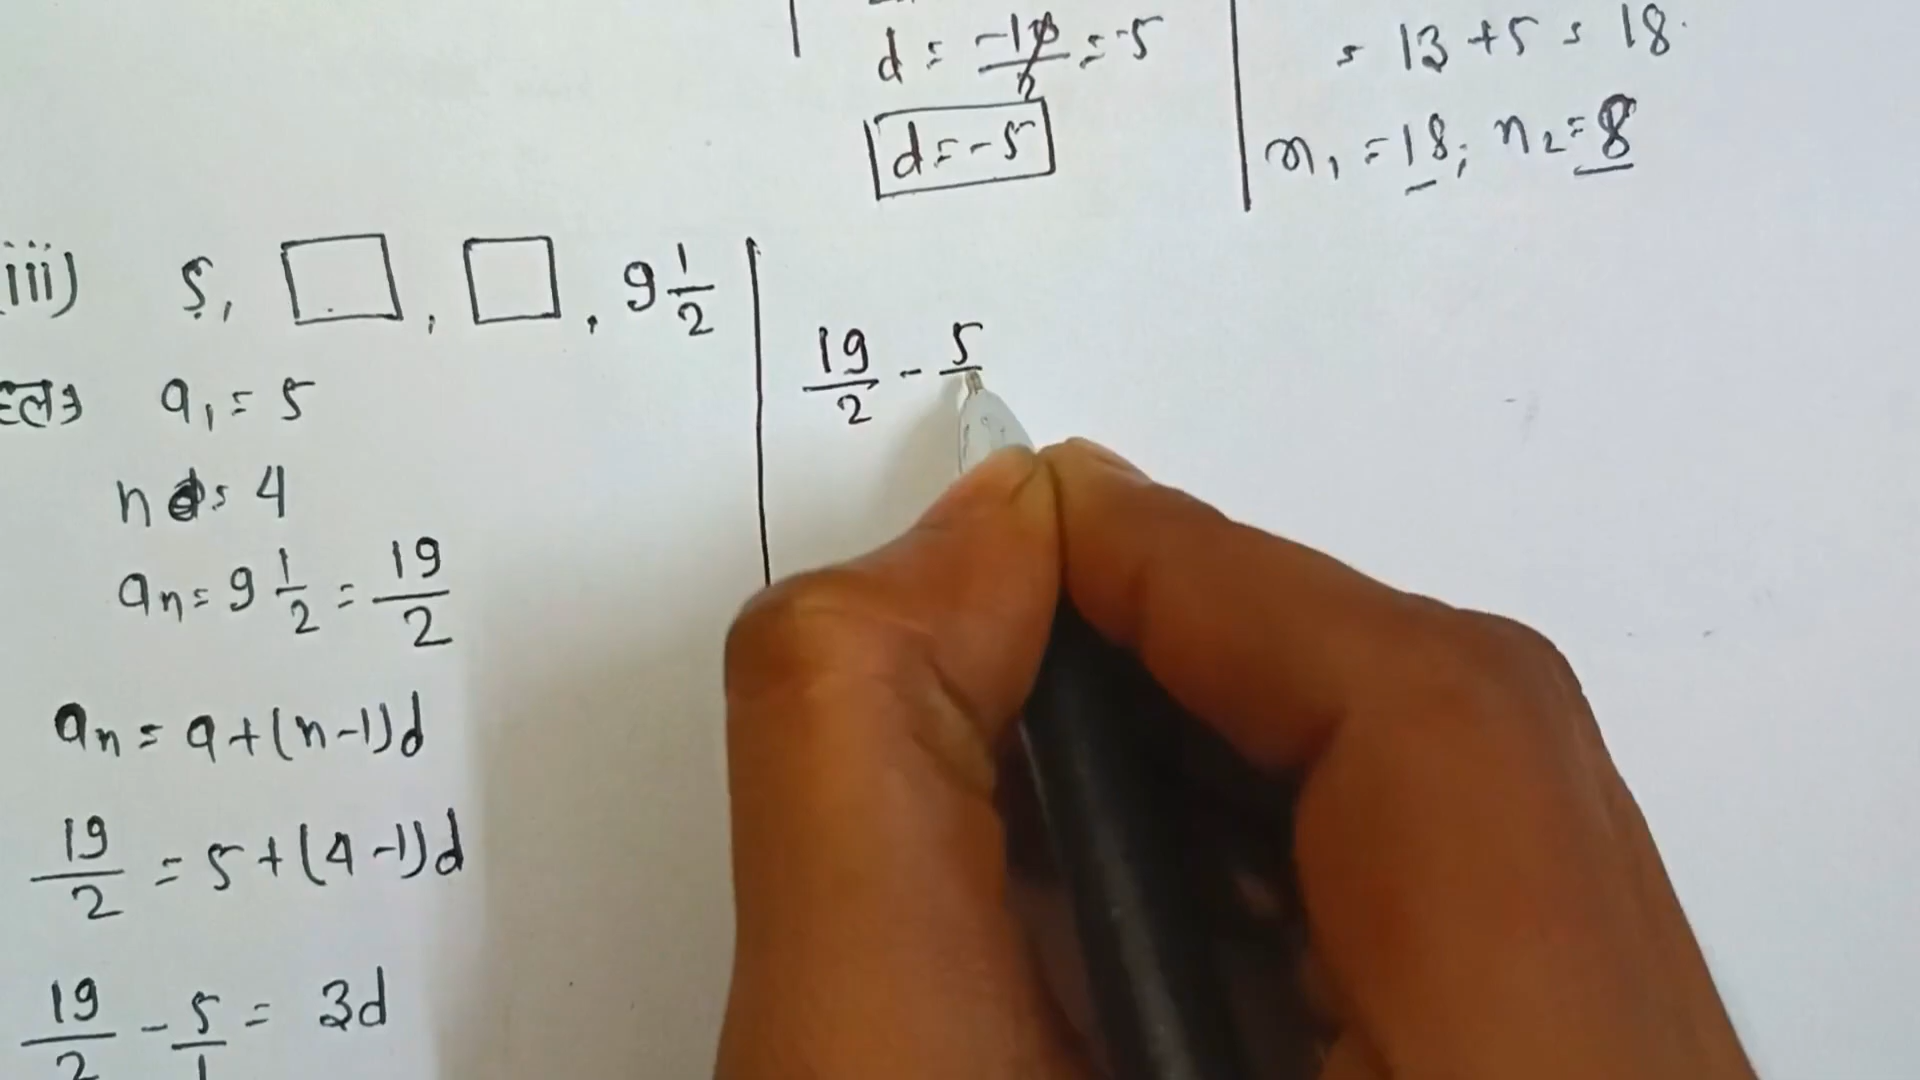 d = -10/2 = -5
d = -5
= 13 + 5 = 18.
n₁ = 18; n₂ = 8
iii) 5, □, □, 9 1/2
हलः a₁ = 5
n = 4
aₙ = 9 1/2 = 19/2
aₙ = a + (n-1)d
19/2 = 5 + (4-1)d
19/2 - 5/1 = 3d
19/2 - 5